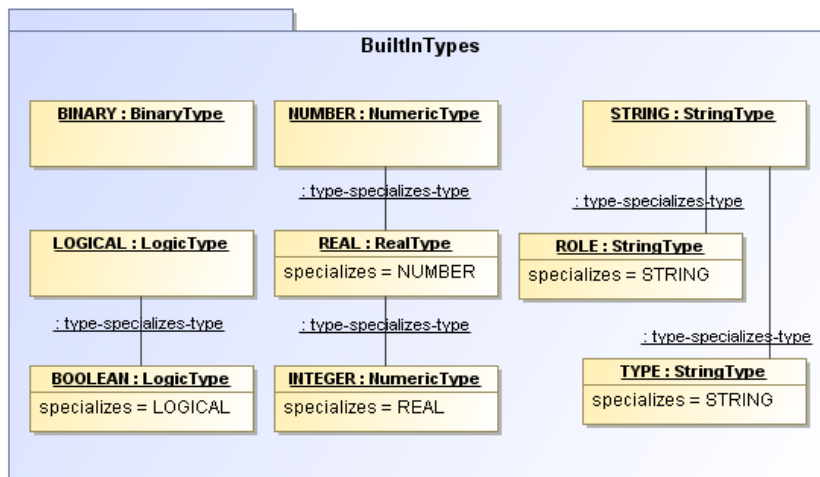 BuiltInTypes
BINARY : BinaryType
NUMBER : NumericType
STRING : StringType
: type-specializes-type
: type-specializes-type
LOGICAL : LogicType
REAL : RealType
specializes = NUMBER
ROLE : StringType
specializes = STRING
: type-specializes-type
: type-specializes-type
: type-specializes-type
BOOLEAN : LogicType
specializes = LOGICAL
INTEGER : NumericType
specializes = REAL
TYPE : StringType
specializes = STRING